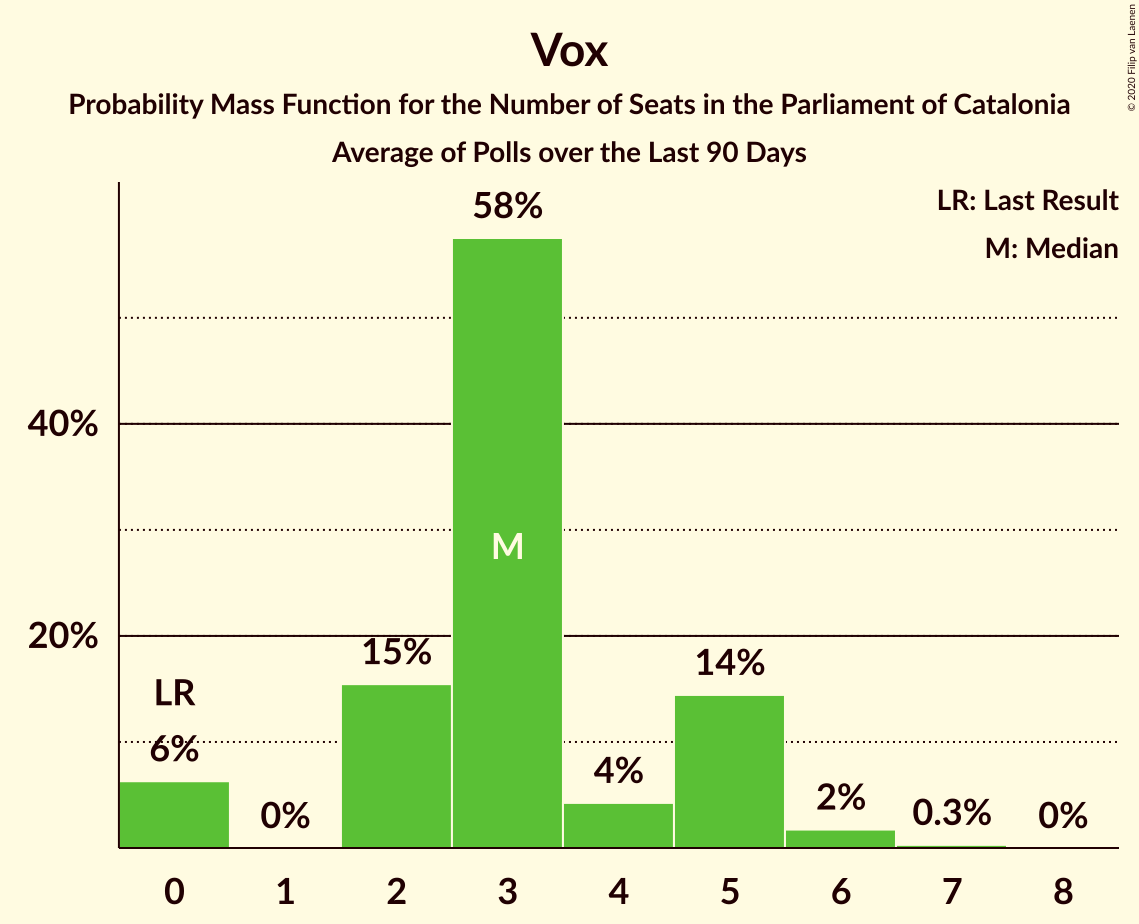 Vox
Probability Mass Function for the Number of Seats in the Parliament of Catalonia
Average of Polls over the Last 90 Days
© 2020 Filip van Laenen
LR: Last Result
M: Median
58%
40%
M
20%
15%
14%
LR
6%
4%
2%
0%
0.3%
0%
0 1 2 3 4 5 6 7 8